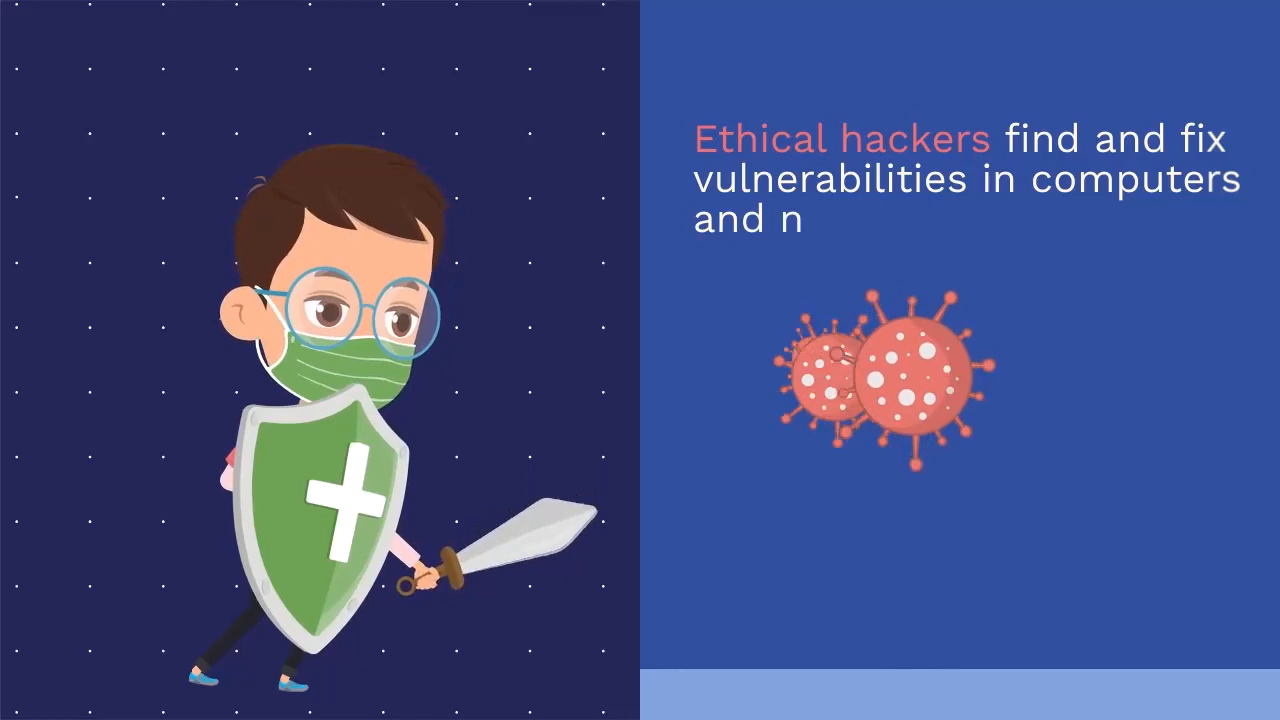 Ethical hackers find and fix
vulnerabilities in computers
and n